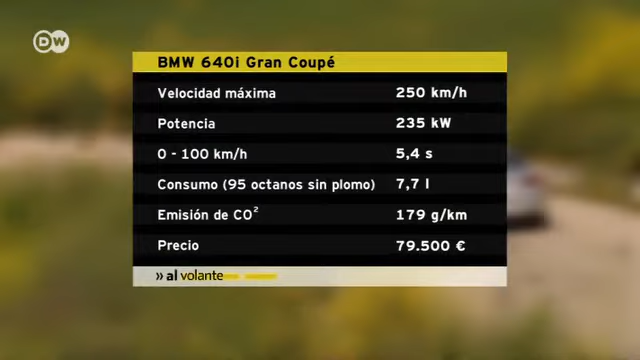 DW
BMW 640i Gran Coupé
Velocidad máxima 250 km/h
Potencia 235 kW
0 - 100 km/h 5,4 s
Consumo (95 octanos sin plomo) 7,7 l
Emisión de CO² 179 g/km
Precio 79.500 €
» al volante